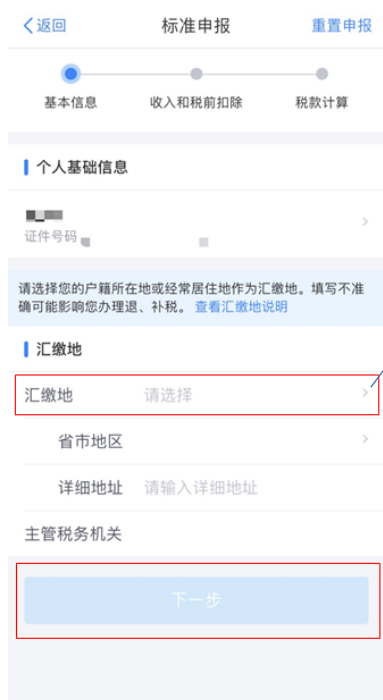 返回 标准申报 重置申报
基本信息 收入和税前扣除 税款计算
个人基础信息
证件号码
请选择您的户籍所在地或经常居住地作为汇缴地。填写不准
确可能影响您办理退、补税。 查看汇缴地说明
汇缴地
汇缴地 请选择
省市地区
详细地址 请输入详细地址
主管税务机关
下一步